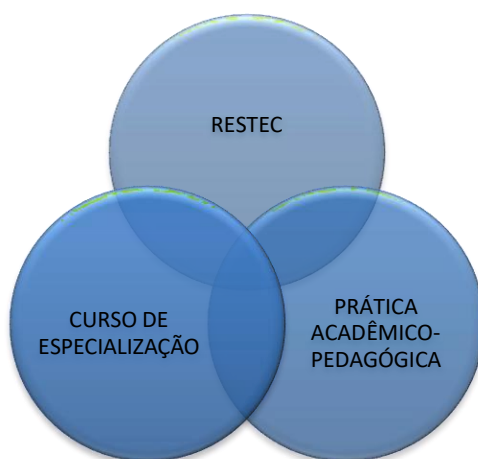 RESTEC
CURSO DE
ESPECIALIZAÇÃO
PRÁTICA
ACADÊMICO-
PEDAGÓGICA